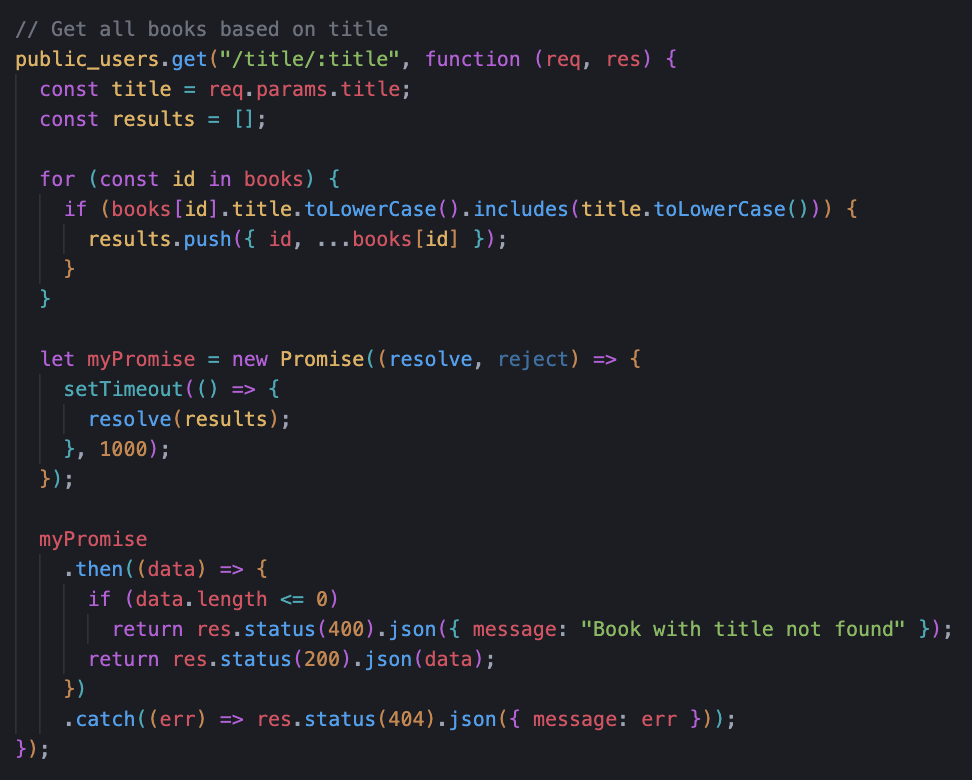 // Get all books based on title
public_users.get("/title/:title", function (req, res) {
  const title = req.params.title;
  const results = [];

  for (const id in books) {
    if (books[id].title.toLowerCase().includes(title.toLowerCase())) {
      results.push({ id, ...books[id] });
    }
  }

  let myPromise = new Promise((resolve, reject) => {
    setTimeout(() => {
      resolve(results);
    }, 1000);
  });

  myPromise
    .then((data) => {
      if (data.length <= 0)
        return res.status(400).json({ message: "Book with title not found" });
      return res.status(200).json(data);
    })
    .catch((err) => res.status(404).json({ message: err }));
});